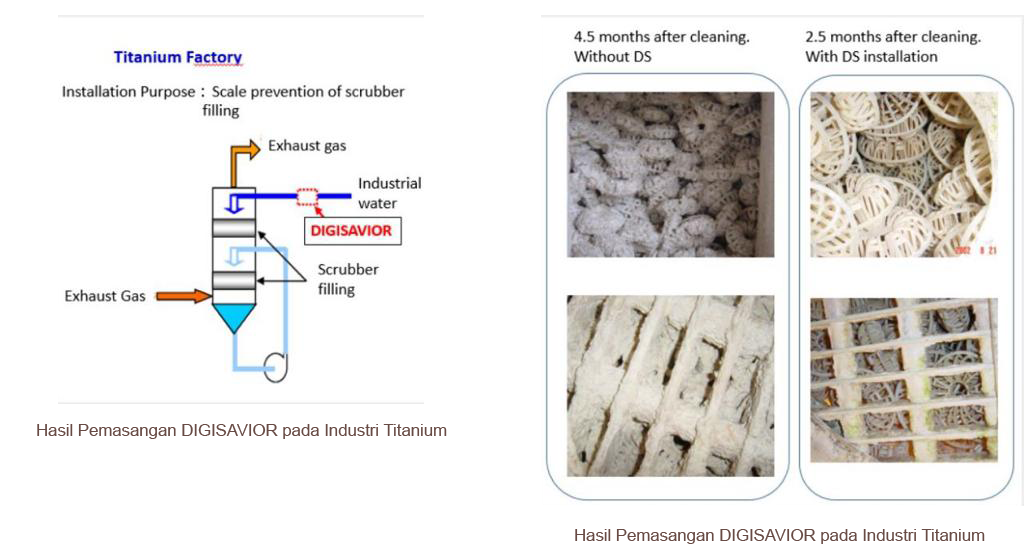 Titanium Factory
Installation Purpose : Scale prevention of scrubber
filling
Exhaust gas
Industrial
water
DIGISAVIOR
Scrubber
filling
Exhaust Gas
Hasil Pemasangan DIGISAVIOR pada Industri Titanium
4.5 months after cleaning.
Without DS
2.5 months after cleaning.
With DS installation
2002 8 21
Hasil Pemasangan DIGISAVIOR pada Industri Titanium